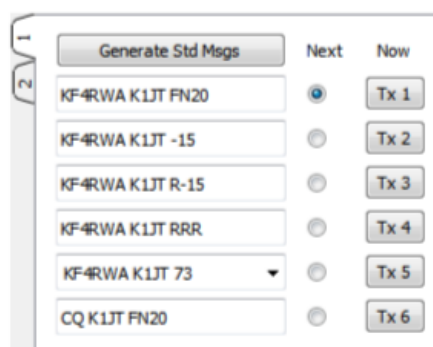 1
2
Generate Std Msgs Next Now
KF4RWA K1JT FN20 Tx 1
KF4RWA K1JT -15 Tx 2
KF4RWA K1JT R-15 Tx 3
KF4RWA K1JT RRR Tx 4
KF4RWA K1JT 73 Tx 5
CQ K1JT FN20 Tx 6